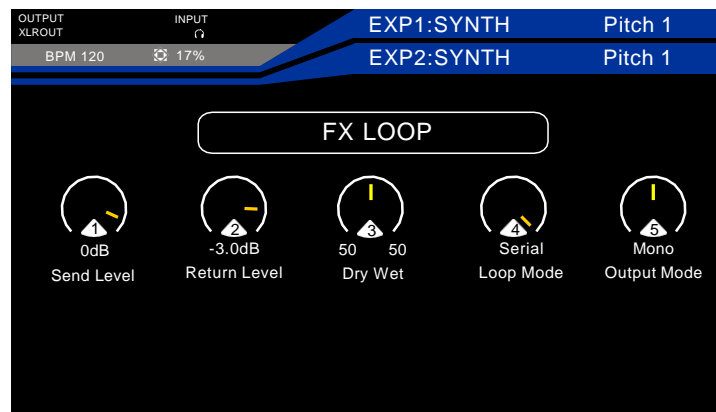 OUTPUT
XLROUT
INPUT
BPM 120
17%
EXP1:SYNTH Pitch 1
EXP2:SYNTH Pitch 1
FX LOOP
1 2 3 4 5
0dB -3.0dB 50 50 Serial Mono
Send Level Return Level Dry Wet Loop Mode Output Mode